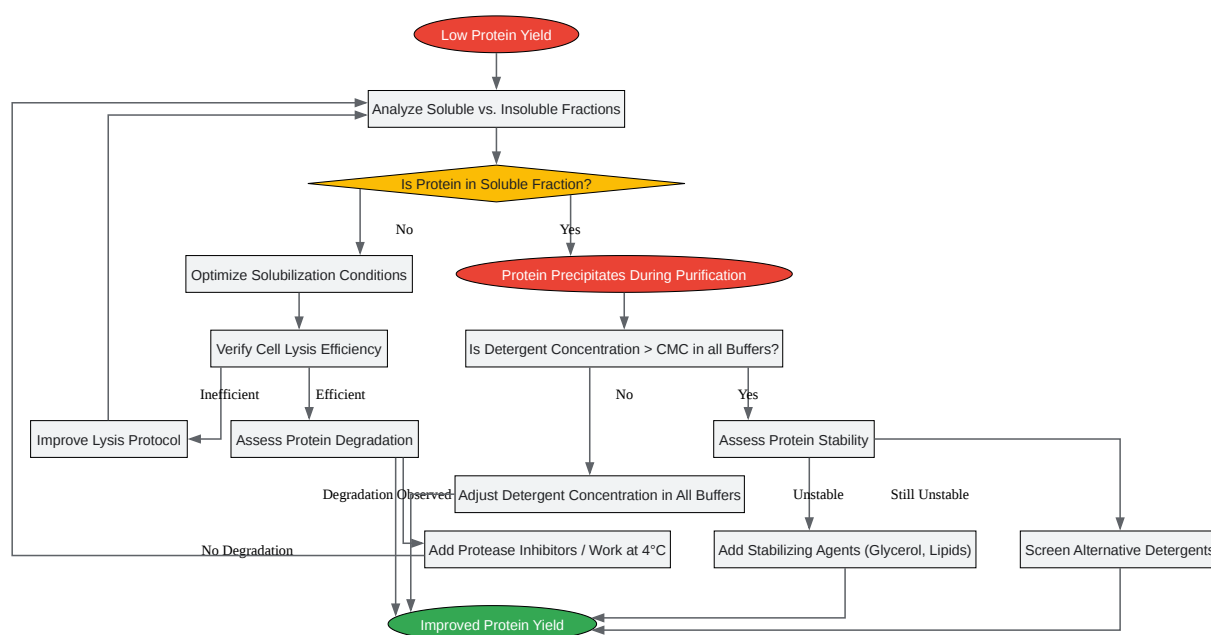 Low Protein Yield
Analyze Soluble vs. Insoluble Fractions
Is Protein in Soluble Fraction?
No
Yes
Optimize Solubilization Conditions
Protein Precipitates During Purification
Verify Cell Lysis Efficiency
Is Detergent Concentration > CMC in all Buffers?
Inefficient
Efficient
No
Yes
Improve Lysis Protocol
Assess Protein Degradation
Assess Protein Stability
Degradation Observed
Adjust Detergent Concentration in All Buffers
Unstable
Still Unstable
No Degradation
Add Protease Inhibitors / Work at 4°C
Add Stabilizing Agents (Glycerol, Lipids)
Screen Alternative Detergents
Improved Protein Yield